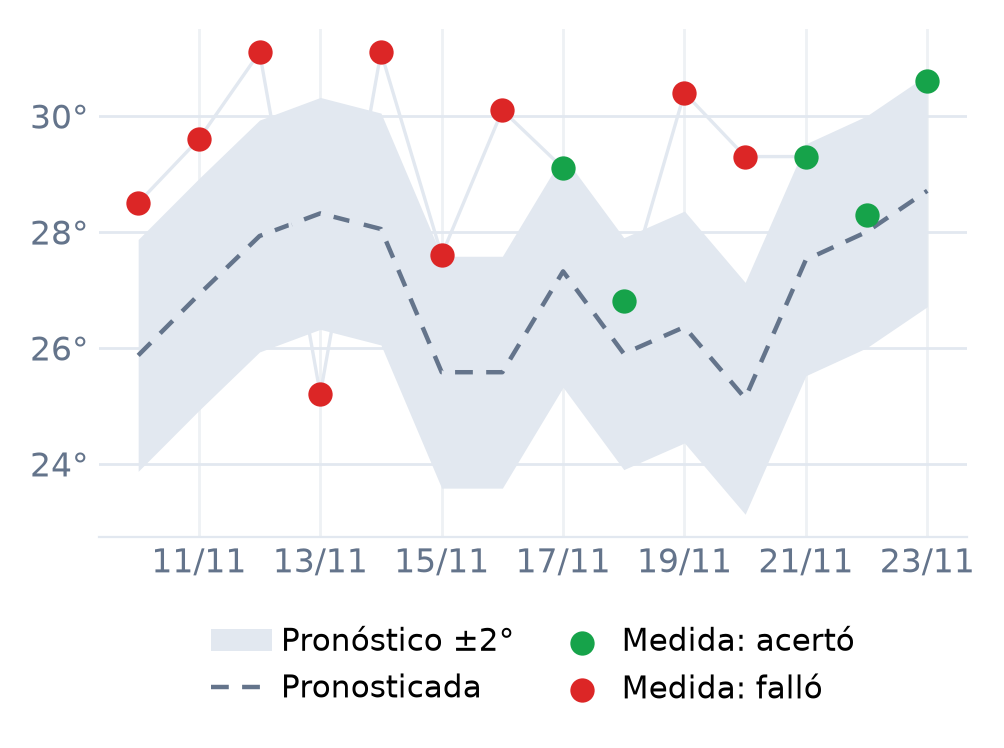 30°
28°
26°
24°
11/11 13/11 15/11 17/11 19/11 21/11 23/11
Pronóstico ±2°
Pronosticada
Medida: acertó
Medida: falló